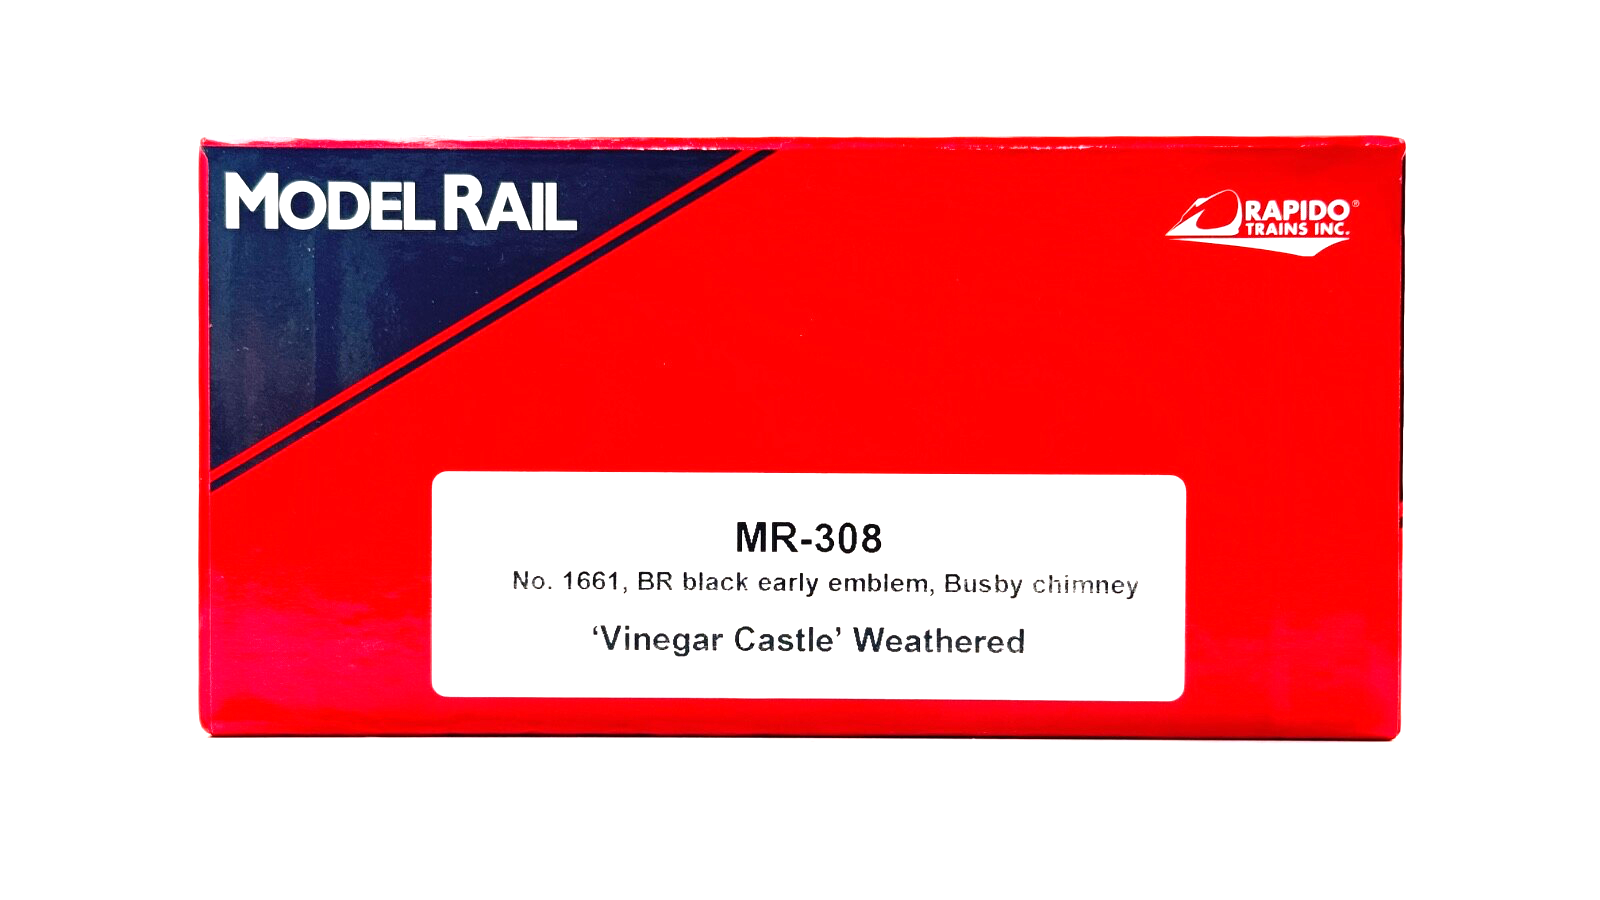 MODEL RAIL
RAPIDO®
TRAINS INC.
MR-308
No. 1661, BR black early emblem, Busby chimney
‘Vinegar Castle’ Weathered